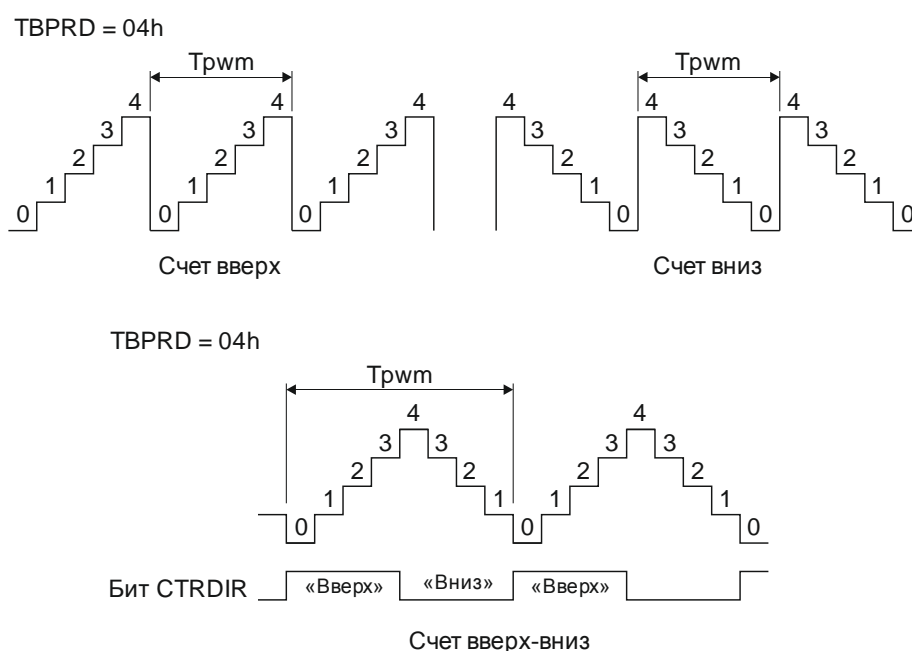 TBPRD = 04h
Tpwm Tpwm
0 1 2 3 4 0 1 2 3 4 0 1 2 3 4
4 3 2 1 0 4 3 2 1 0 4 3 2 1 0
Счет вверх Счет вниз
TBPRD = 04h
Tpwm
0 1 2 3 4 3 2 1 0 1 2 3 4 3 2 1 0
Бит CTRDIR «Вверх» «Вниз» «Вверх»
Счет вверх-вниз